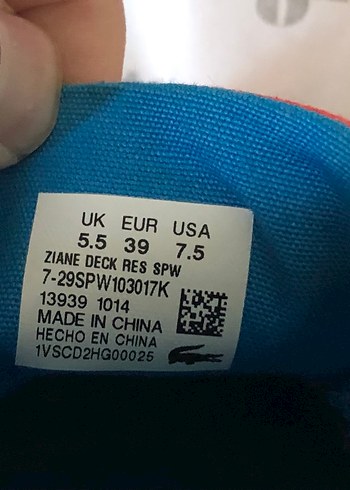 UK EUR USA
5.5 39 7.5
ZIANE DECK RES SPW
7-29SPW103017K
13939 1014
MADE IN CHINA
HECHO EN CHINA
1VSCD2HG00025